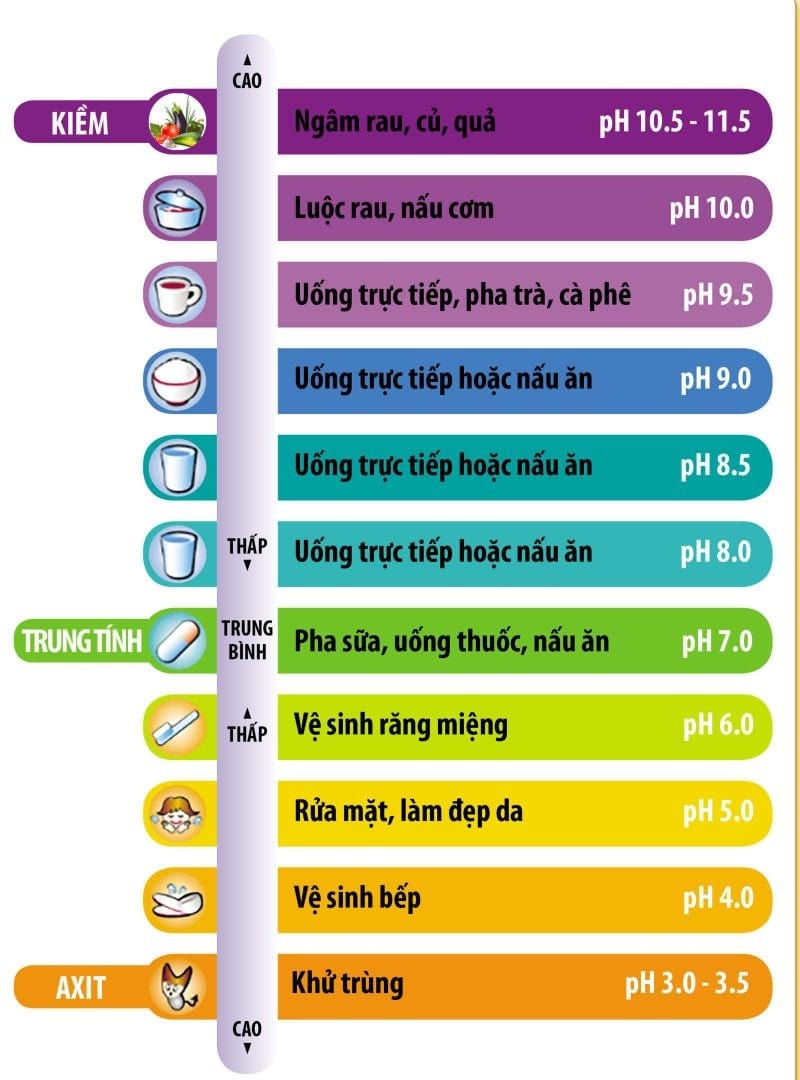 CAO
KIỀM
Ngâm rau, củ, quả pH 10.5 - 11.5
Luộc rau, nấu cơm pH 10.0
Uống trực tiếp, pha trà, cà phê pH 9.5
Uống trực tiếp hoặc nấu ăn pH 9.0
Uống trực tiếp hoặc nấu ăn pH 8.5
THẤP
Uống trực tiếp hoặc nấu ăn pH 8.0
TRUNG TÍNH
TRUNG
BÌNH
Pha sữa, uống thuốc, nấu ăn pH 7.0
THẤP
Vệ sinh răng miệng pH 6.0
Rửa mặt, làm đẹp da pH 5.0
Vệ sinh bếp pH 4.0
AXIT
Khử trùng pH 3.0 - 3.5
CAO